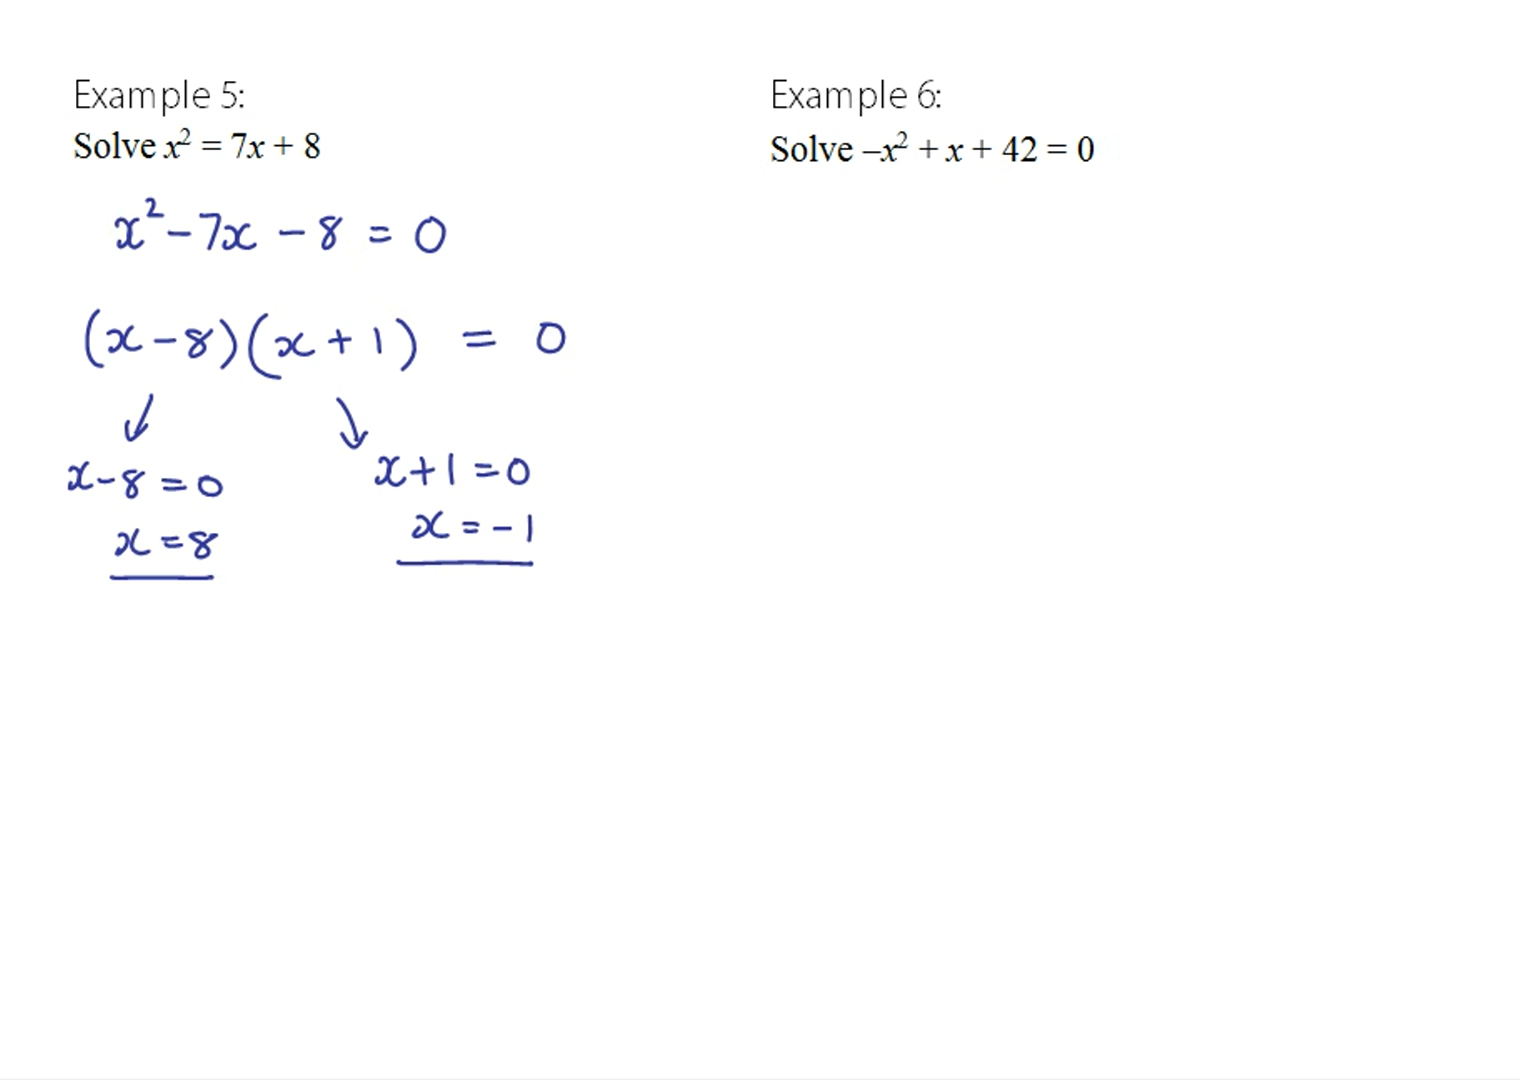 Example 5:
Solve x² = 7x + 8
x² - 7x - 8 = 0
(x - 8)(x + 1) = 0
x - 8 = 0
x = 8
x + 1 = 0
x = -1
Example 6:
Solve –x² + x + 42 = 0